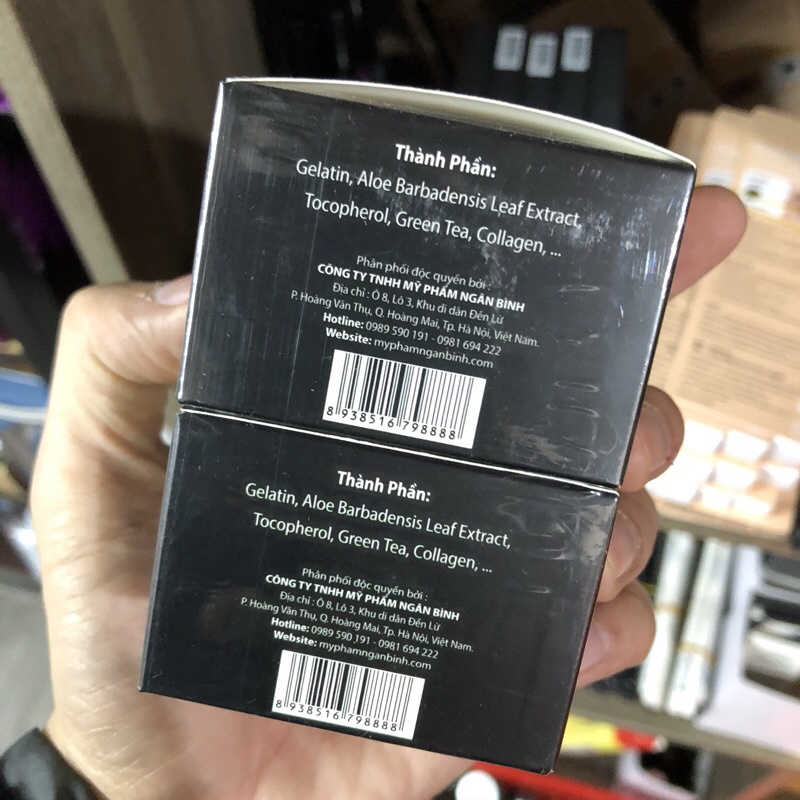 Thành Phần:
Gelatin, Aloe Barbadensis Leaf Extract,
Tocopherol, Green Tea, Collagen, ...
Phân phối độc quyền bởi :
CÔNG TY TNHH MỸ PHẨM NGÂN BÌNH
Địa chỉ : Ô 8, Lô 3, Khu di dân Đền Lừ
P. Hoàng Văn Thụ, Q. Hoàng Mai, Tp. Hà Nội, Việt Nam.
Hotline: 0989 590 191 - 0981 694 222
Website: myphamnganbinh.com
8 938516 798888
Thành Phần:
Gelatin, Aloe Barbadensis Leaf Extract,
Tocopherol, Green Tea, Collagen, ...
Phân phối độc quyền bởi :
CÔNG TY TNHH MỸ PHẨM NGÂN BÌNH
Địa chỉ : Ô 8, Lô 3, Khu di dân Đền Lừ
P. Hoàng Văn Thụ, Q. Hoàng Mai, Tp. Hà Nội, Việt Nam.
Hotline: 0989 590 191 - 0981 694 222
Website: myphamnganbinh.com
8 938516 798888